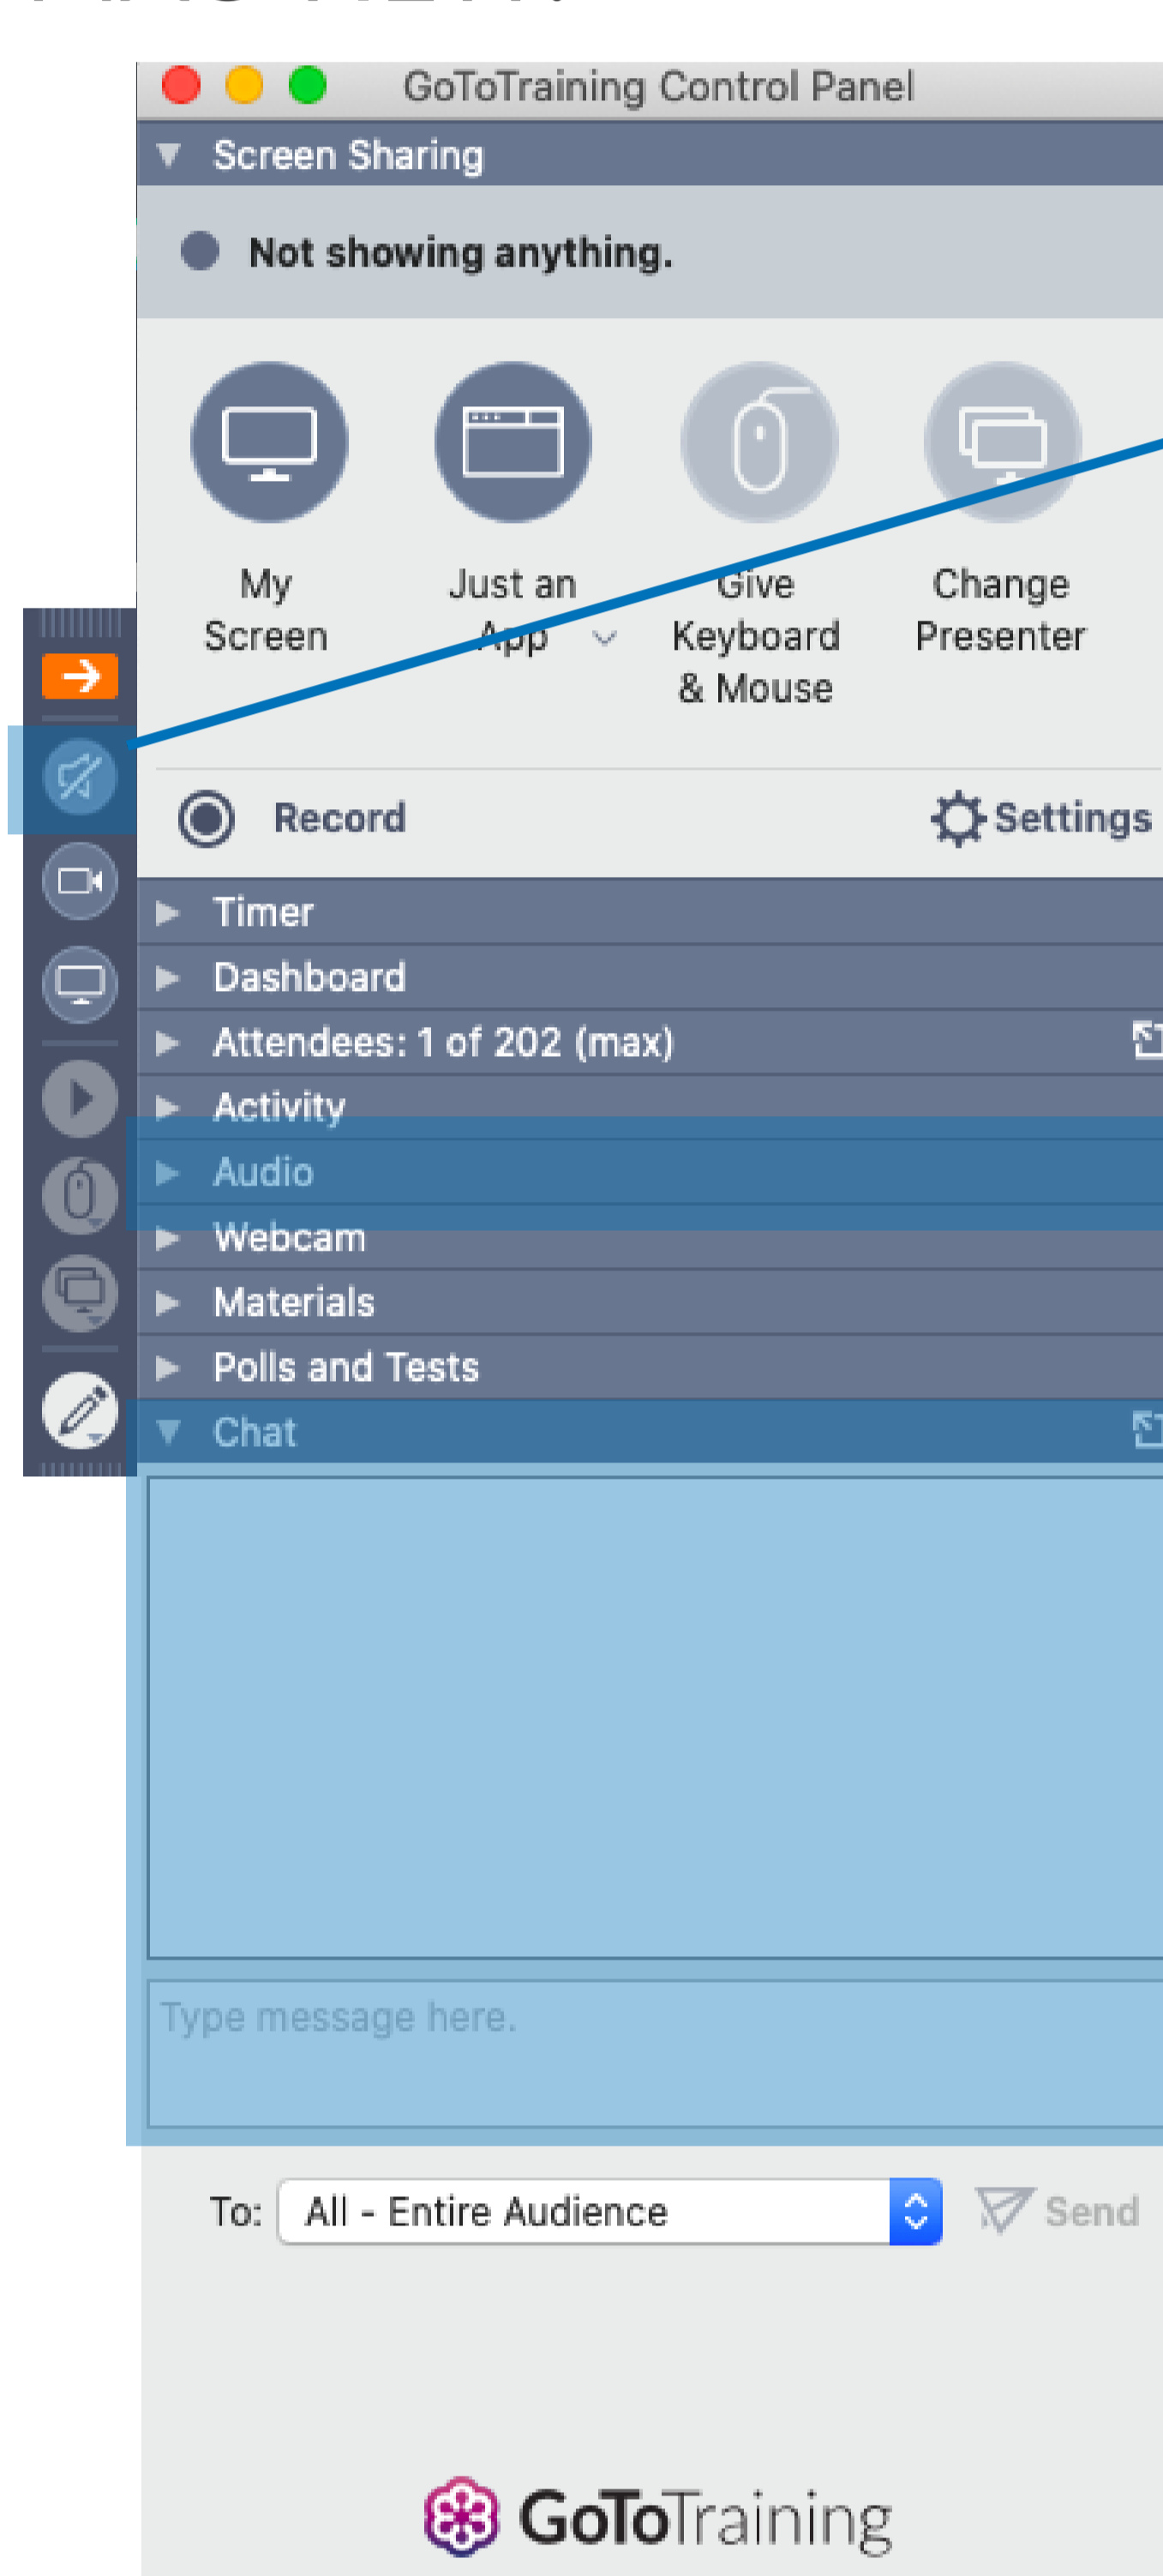 GoToTraining Control Panel
Screen Sharing
Not showing anything.
My Screen
Just an App
Give Keyboard & Mouse
Change Presenter
Record
Settings
Timer
Dashboard
Attendees: 1 of 202 (max)
Activity
Audio
Webcam
Materials
Polls and Tests
Chat
Type message here.
To: All - Entire Audience
Send
GoToTraining